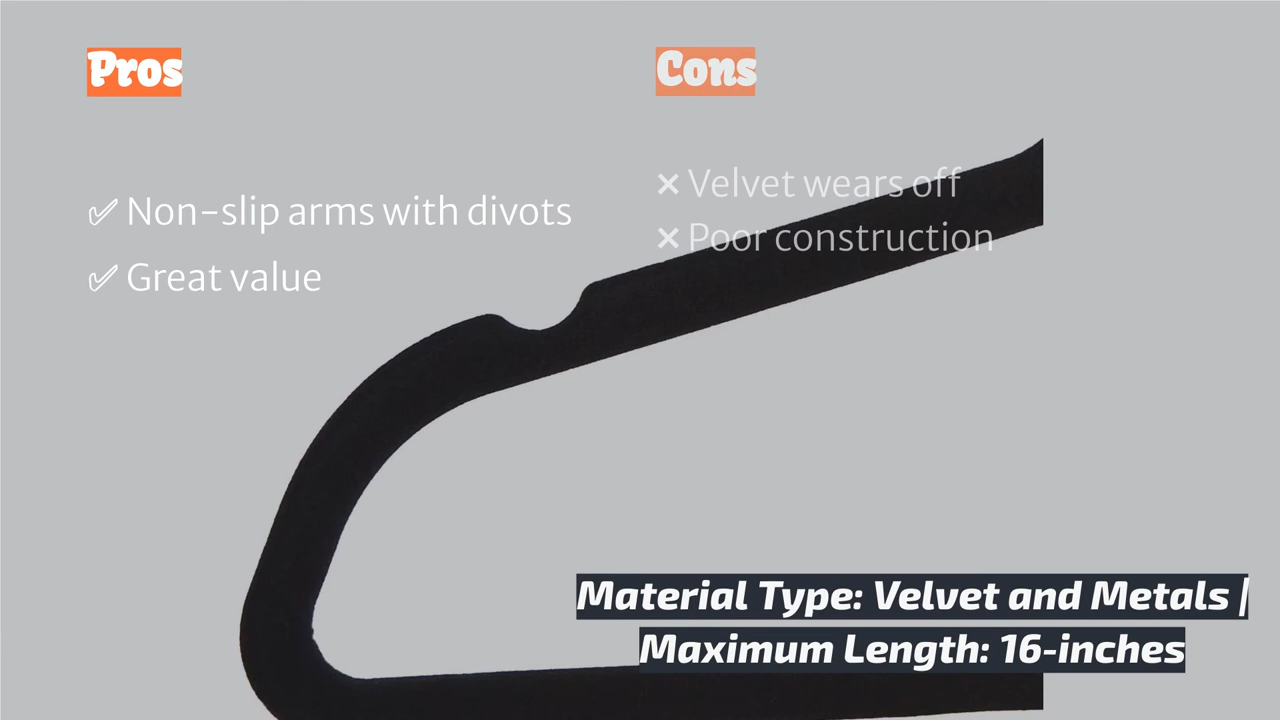 Pros
✅ Non-slip arms with divots
✅ Great value
Cons
× Velvet wears off
× Poor construction
Material Type: Velvet and Metals |
Maximum Length: 16-inches